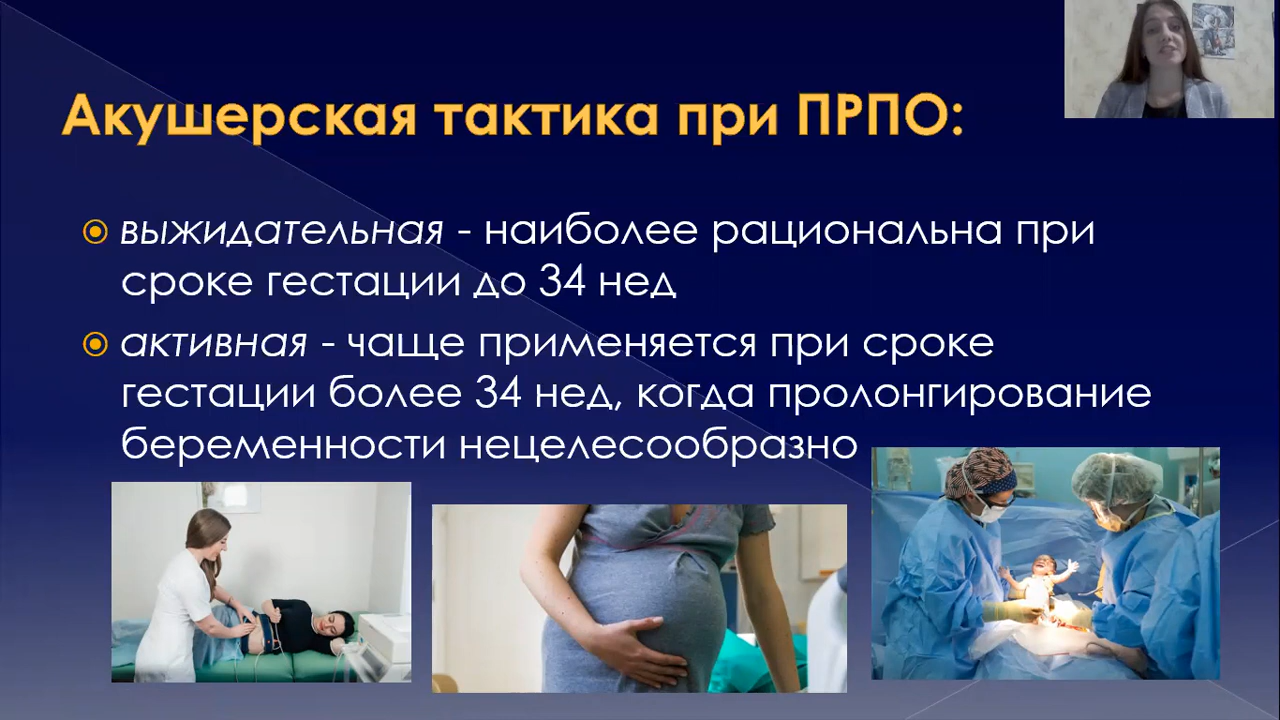 Акушерская тактика при ПРПО:
выжидательная - наиболее рациональна при
сроке гестации до 34 нед
активная - чаще применяется при сроке
гестации более 34 нед, когда пролонгирование
беременности нецелесообразно